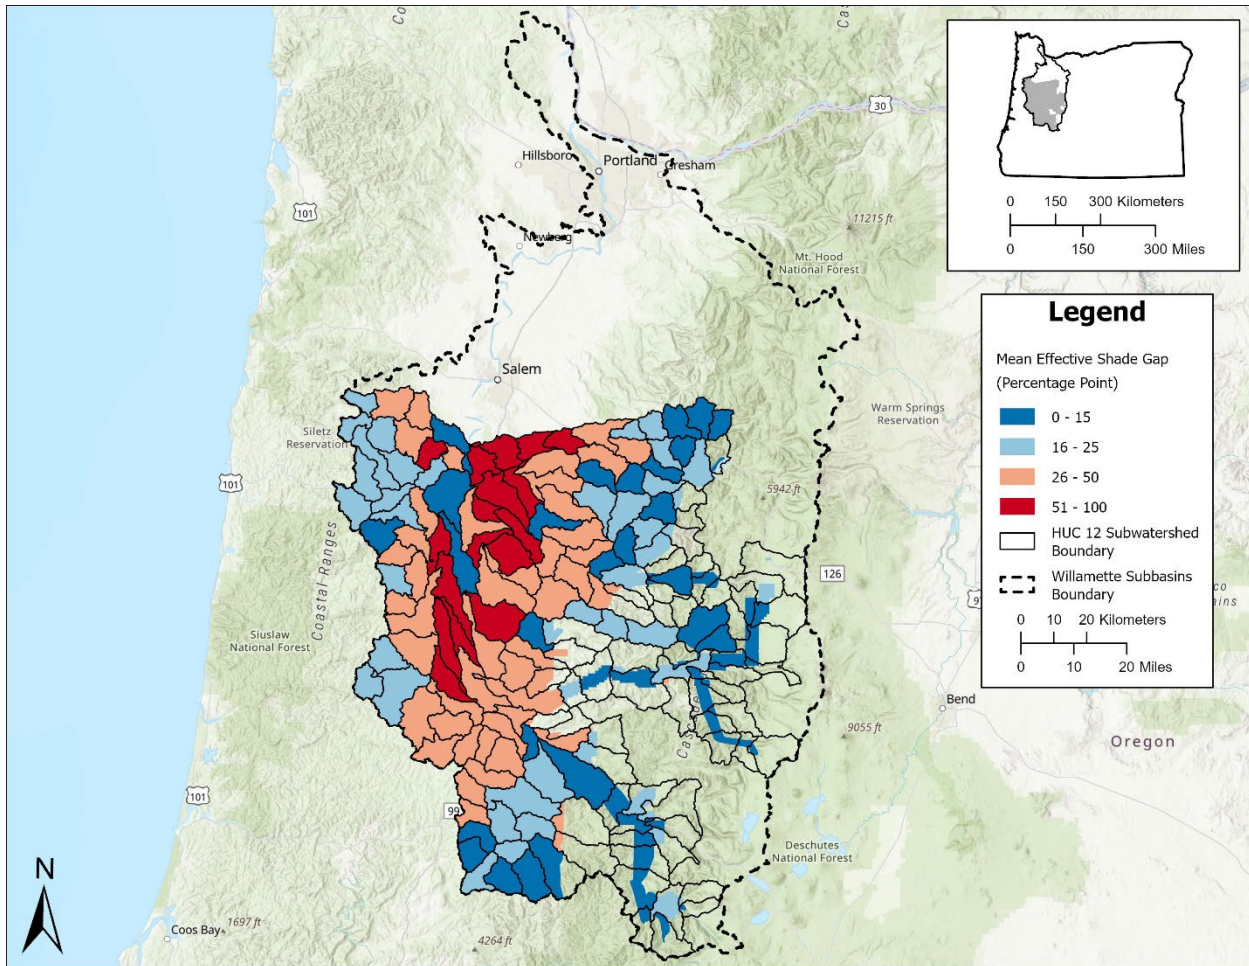 30
Hillsboro
Portland
Gresham
101
11215 ft
Newberg
Mt. Hood
National Forest
Salem
Siletz
Reservation
Warm Springs
Reservation
101
5942 ft
Coastal Ranges
126
Siuslaw
National Forest
Cascade
9055 ft
Bend
Oregon
101
99
Deschutes
National Forest
N
1697 ft
Coos Bay
4264 ft
0 150 300 Kilometers
0 150 300 Miles
Legend
Mean Effective Shade Gap
(Percentage Point)
0 - 15
16 - 25
26 - 50
51 - 100
HUC 12 Subwatershed
Boundary
Willamette Subbasins
Boundary
0 10 20 Kilometers
0 10 20 Miles